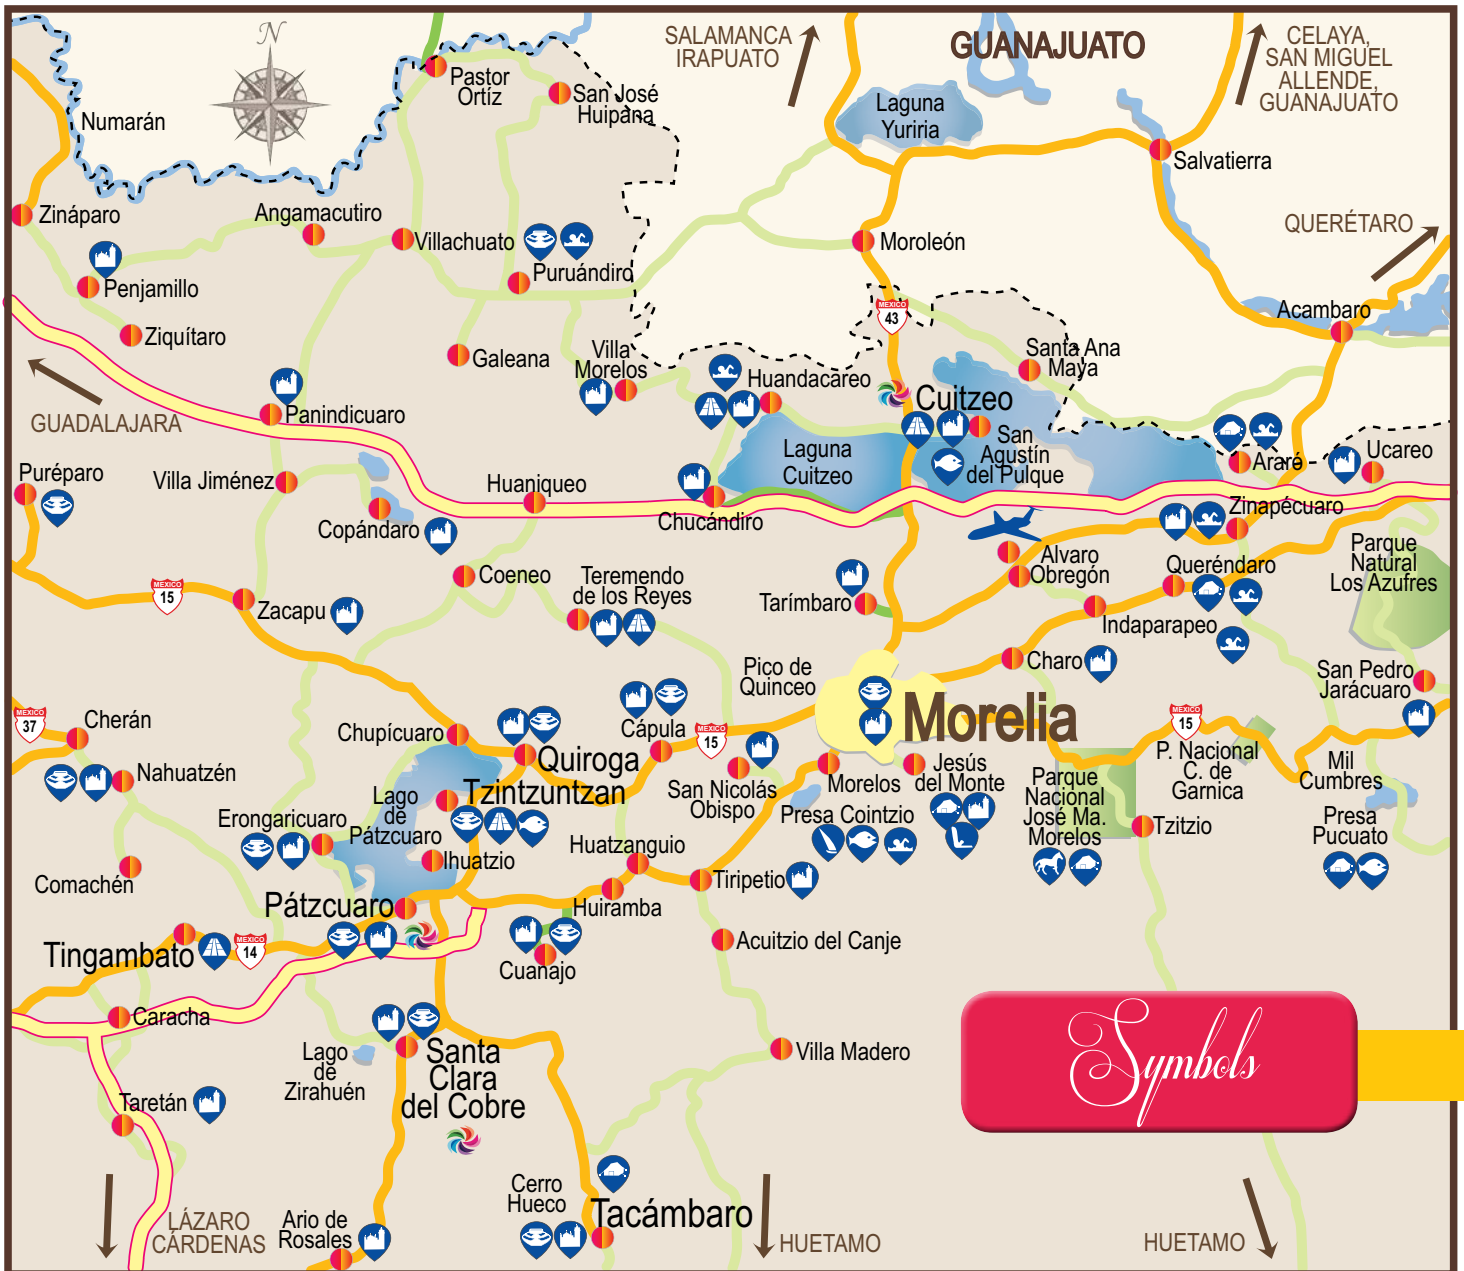 N
SALAMANCA
IRAPUATO
GUANAJUATO
CELAYA,
SAN MIGUEL
ALLENDE,
GUANAJUATO
Pastor
Ortíz
San José
Huipana
Laguna
Yuriria
Numarán
Salvatierra
Zináparo
Angamacutiro
Villachuato
Moroleón
QUERÉTARO
Puruándiro
Penjamillo
Acambaro
MEXICO
43
Ziquítaro
Galeana
Villa
Morelos
Santa Ana
Maya
Huandacareo
Cuitzeo
GUADALAJARA
Panindicuaro
San
Agustín
del Pulque
Laguna
Cuitzeo
Araró
Ucareo
Puréparo
Villa Jiménez
Huaniqueo
Chucándiro
Zinapécuaro
Copándaro
Alvaro
Obregón
Parque
Natural
Los Azufres
Queréndaro
Coeneo
Teremendo
de los Reyes
MEXICO
15
Zacapu
Tarímbaro
Indaparapeo
Charo
Pico de
Quinceo
San Pedro
Jarácuaro
MEXICO
37
Cherán
Chupícuaro
Cápula
MEXICO
15
Morelia
MEXICO
15
Quiroga
P. Nacional
C. de
Garnica
Mil
Cumbres
Nahuatzén
Tzintzuntzan
San Nicolás
Obispo
Morelos
Jesús
del Monte
Parque
Nacional
José Ma.
Morelos
Lago
de
Pátzcuaro
Erongaricuaro
Presa Cointzio
Tzitzio
Presa
Pucuato
Huatzanguio
Ihuatzio
Comachén
Tiripetio
Pátzcuaro
Huiramba
Tingambato
MEXICO
14
Acuitzio del Canje
Cuanajo
Caracha
Symbols
Lago
de
Zirahuén
Santa
Clara
del Cobre
Villa Madero
Taretán
Cerro
Hueco
Tacámbaro
LÁZARO
CÁRDENAS
Ario de
Rosales
HUETAMO
HUETAMO